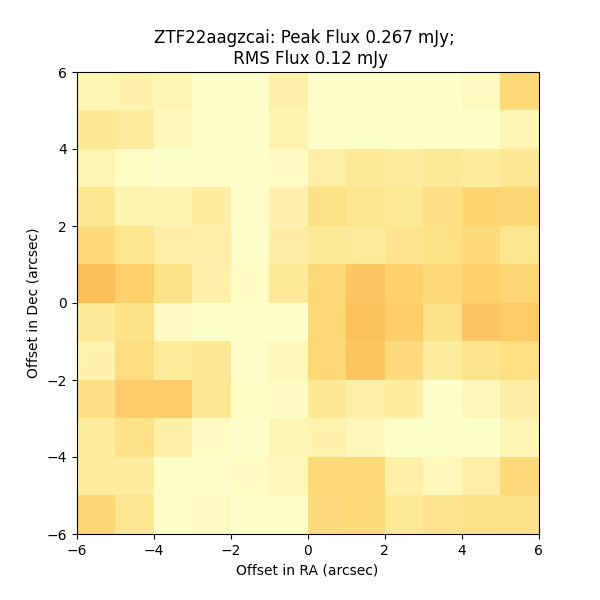 ZTF22aagzcai: Peak Flux 0.267 mJy;
RMS Flux 0.12 mJy
6
4
2
0
−2
−4
−6
Offset in Dec (arcsec)
−6 −4 −2 0 2 4 6
Offset in RA (arcsec)